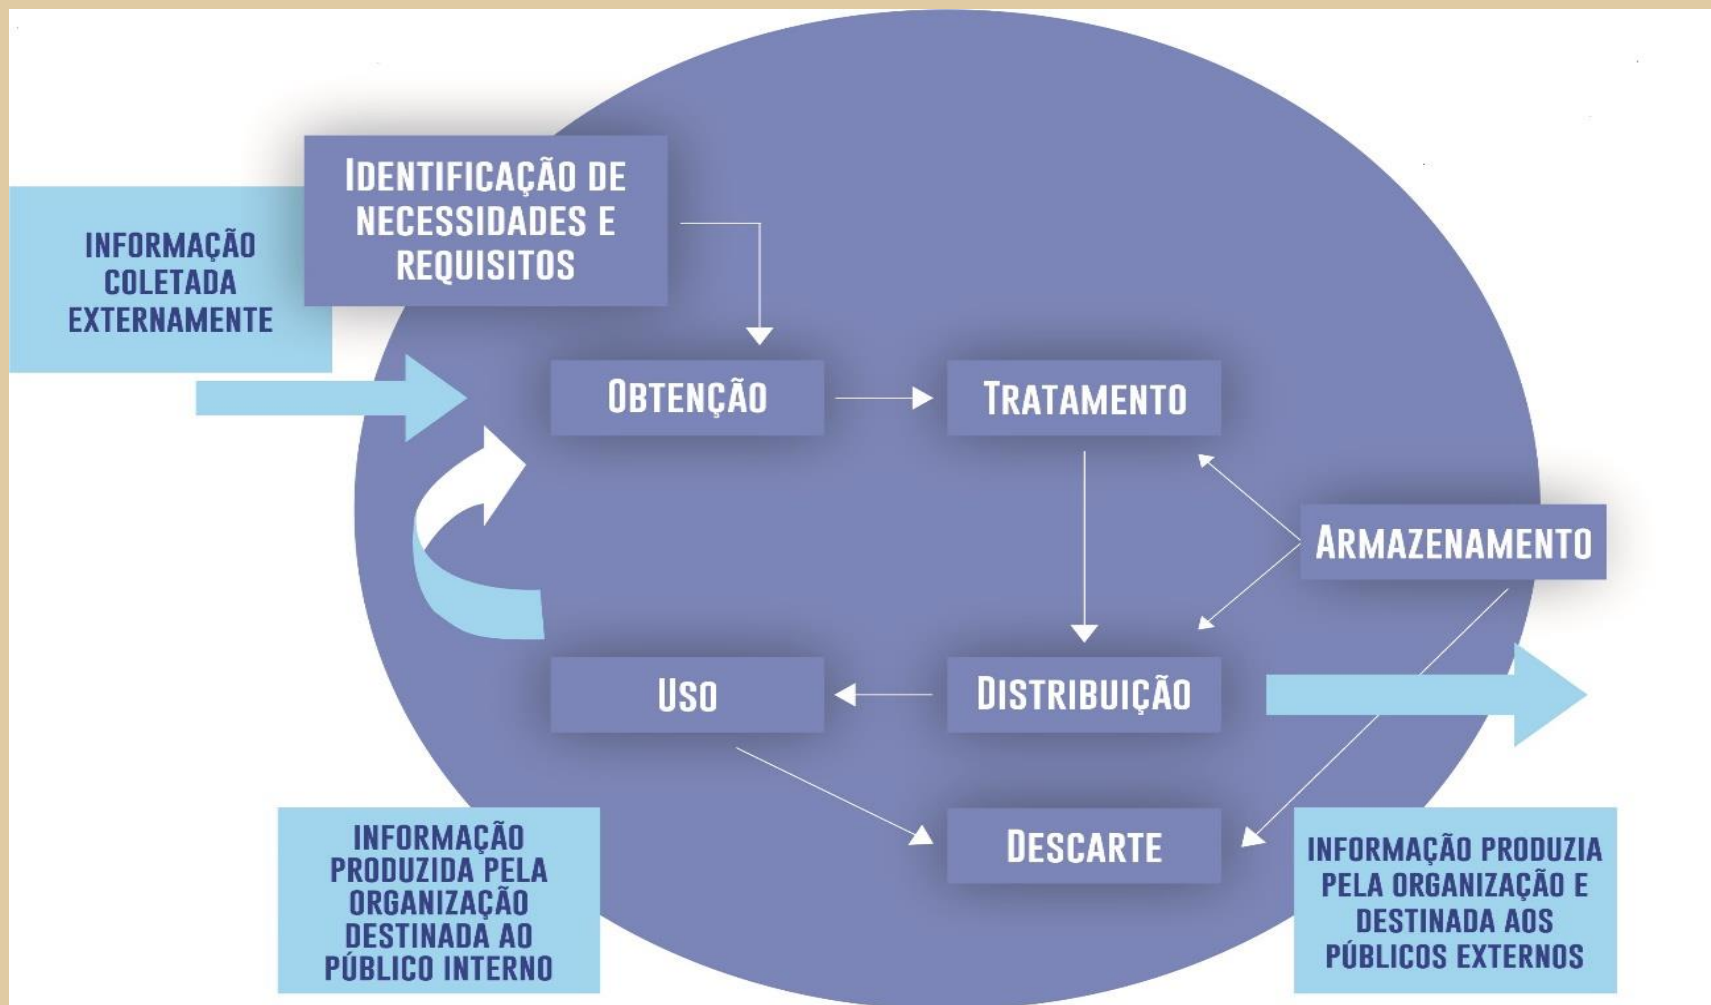 IDENTIFICAÇÃO DE
NECESSIDADES E
REQUISITOS
INFORMAÇÃO
COLETADA
EXTERNAMENTE
OBTENÇÃO
TRATAMENTO
ARMAZENAMENTO
USO
DISTRIBUIÇÃO
DESCARTE
INFORMAÇÃO
PRODUZIDA PELA
ORGANIZAÇÃO
DESTINADA AO
PÚBLICO INTERNO
INFORMAÇÃO PRODUZIA
PELA ORGANIZAÇÃO E
DESTINADA AOS
PÚBLICOS EXTERNOS